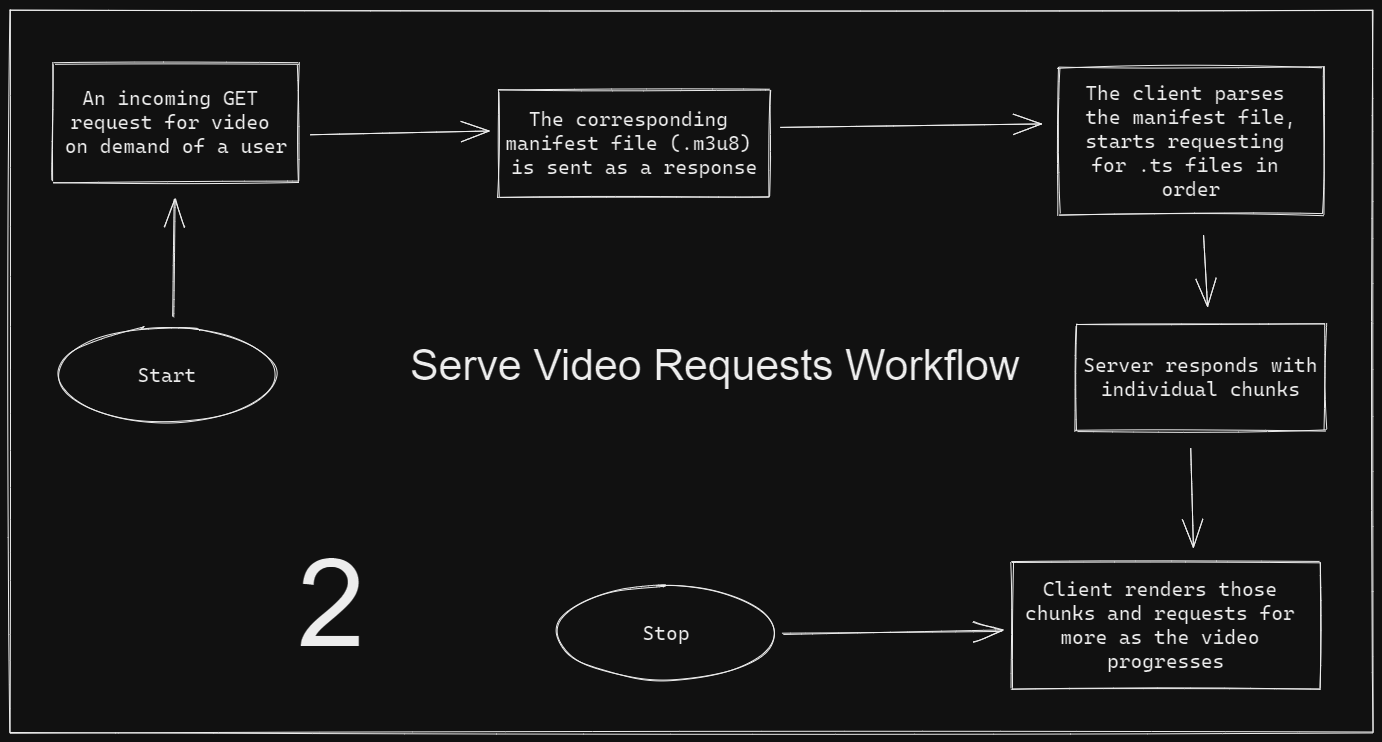 An incoming GET
request for video
on demand of a user
The corresponding
manifest file (.m3u8)
is sent as a response
The client parses
the manifest file,
starts requesting
for .ts files in
order
Start
Serve Video Requests Workflow
Server responds with
individual chunks
2
Stop
Client renders those
chunks and requests for
more as the video
progresses